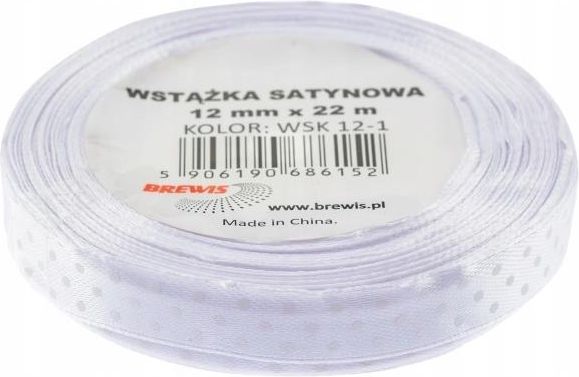 WSTĄŻKA SATYNOWA
12 mm x 22 m
KOLOR: WSK 12-1
5 906190 686152
BREWIS
www.brewis.pl
Made in China.